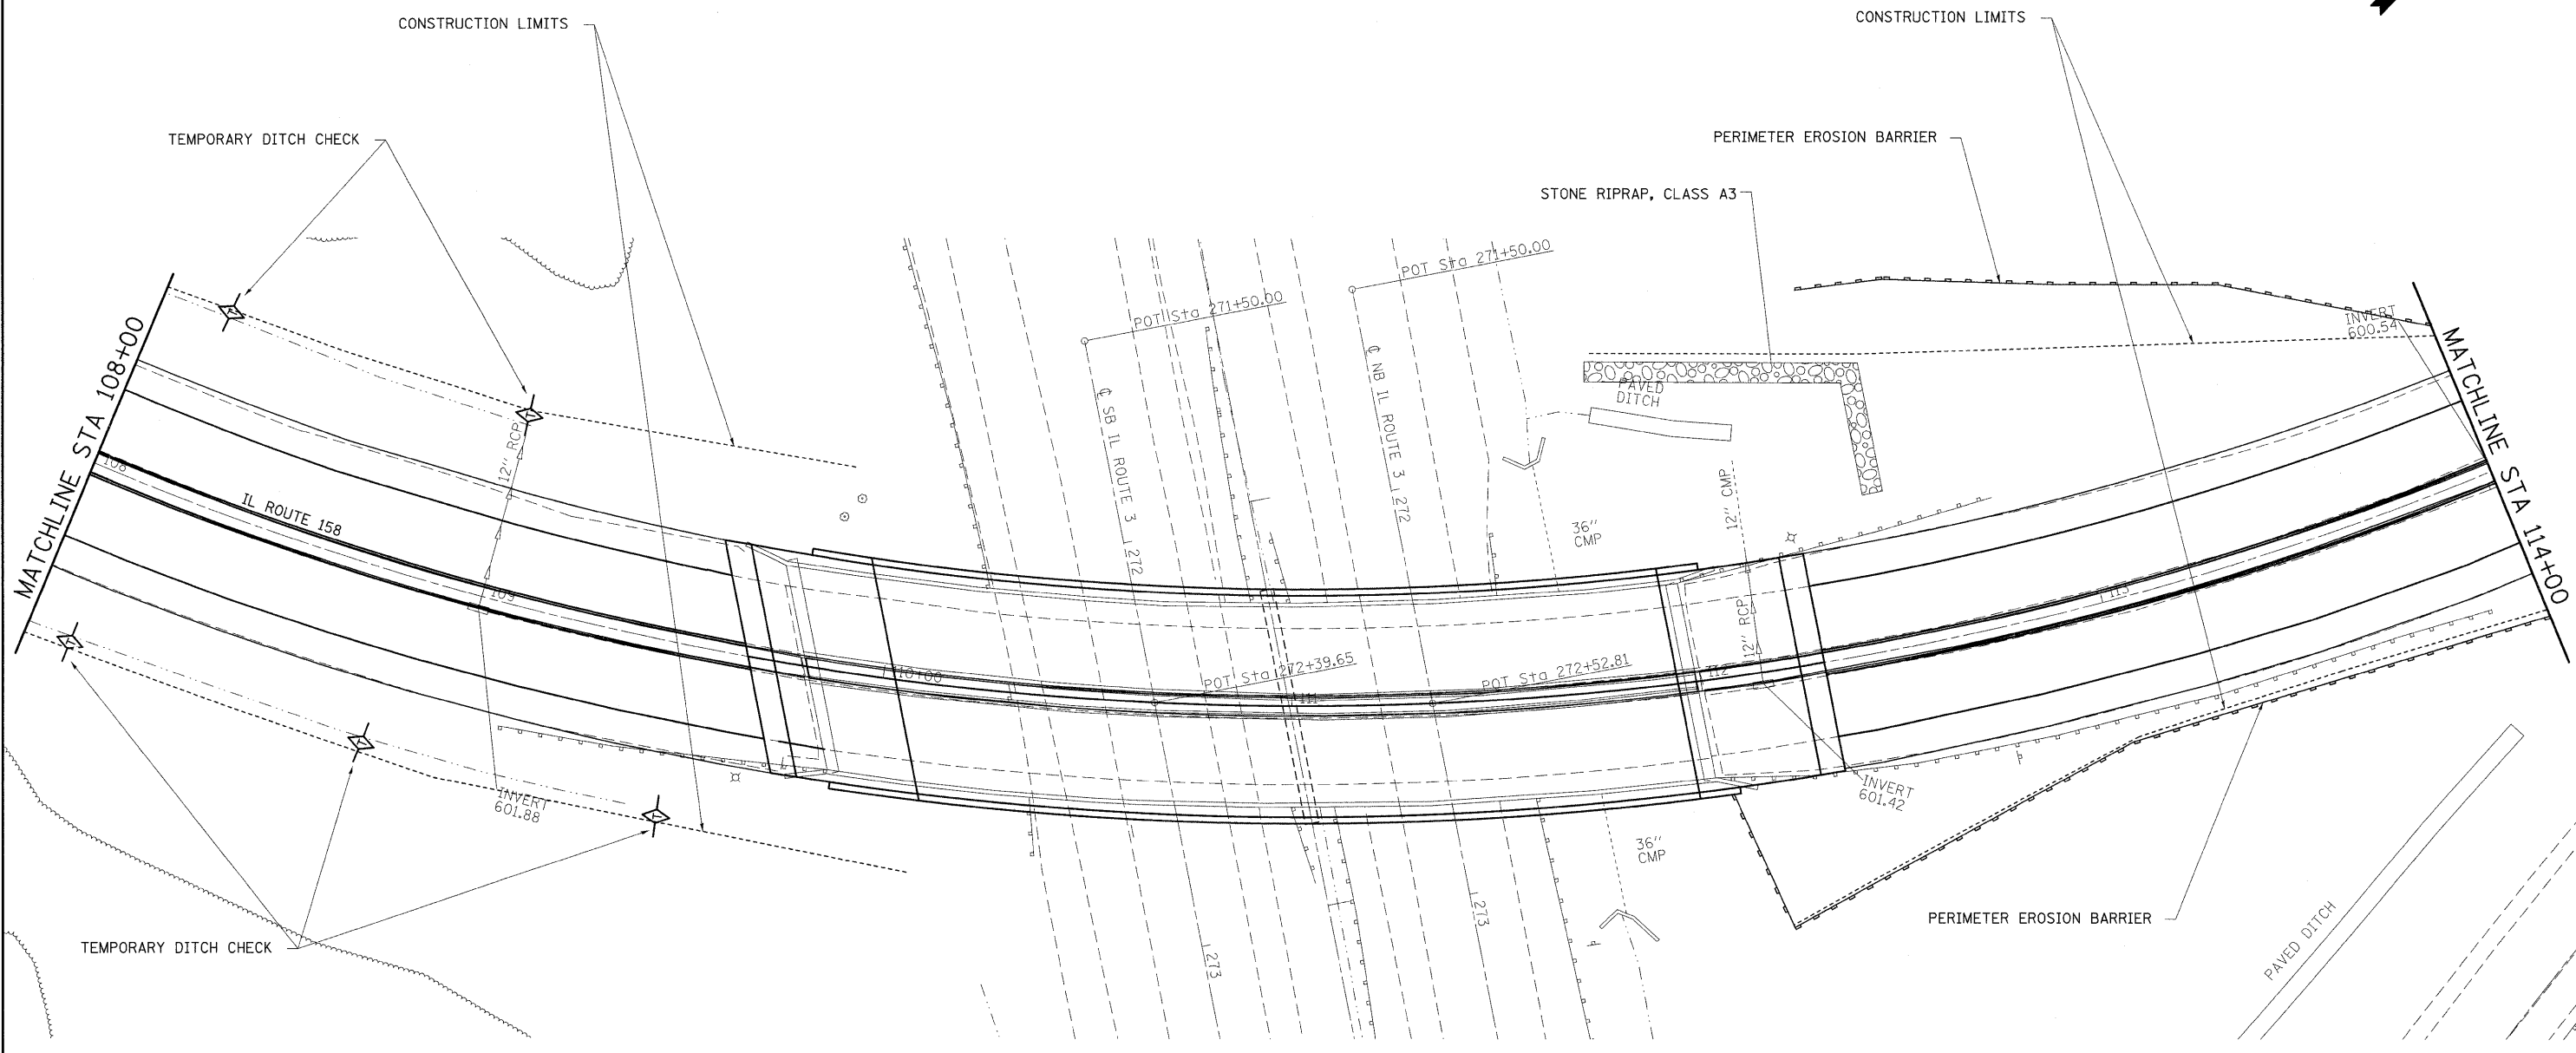 CONSTRUCTION LIMITS
CONSTRUCTION LIMITS
TEMPORARY DITCH CHECK
PERIMETER EROSION BARRIER
STONE RIPRAP, CLASS A3
POT Sta 271+50.00
POT Sta 271+50.00
INVERT
600.54
MATCHLINE STA 108+00
MATCHLINE STA 114+00
℄ SB IL ROUTE 3
272
℄ NB IL ROUTE 3
272
PAVED
DITCH
12" RCP
108
IL ROUTE 158
109
12" CMP
36"
CMP
12" RCP
113
110+00
POT Sta 272+39.65
111
POT Sta 272+52.81
112
INVERT
601.88
INVERT
601.42
36"
CMP
273
273
TEMPORARY DITCH CHECK
PERIMETER EROSION BARRIER
PAVED DITCH